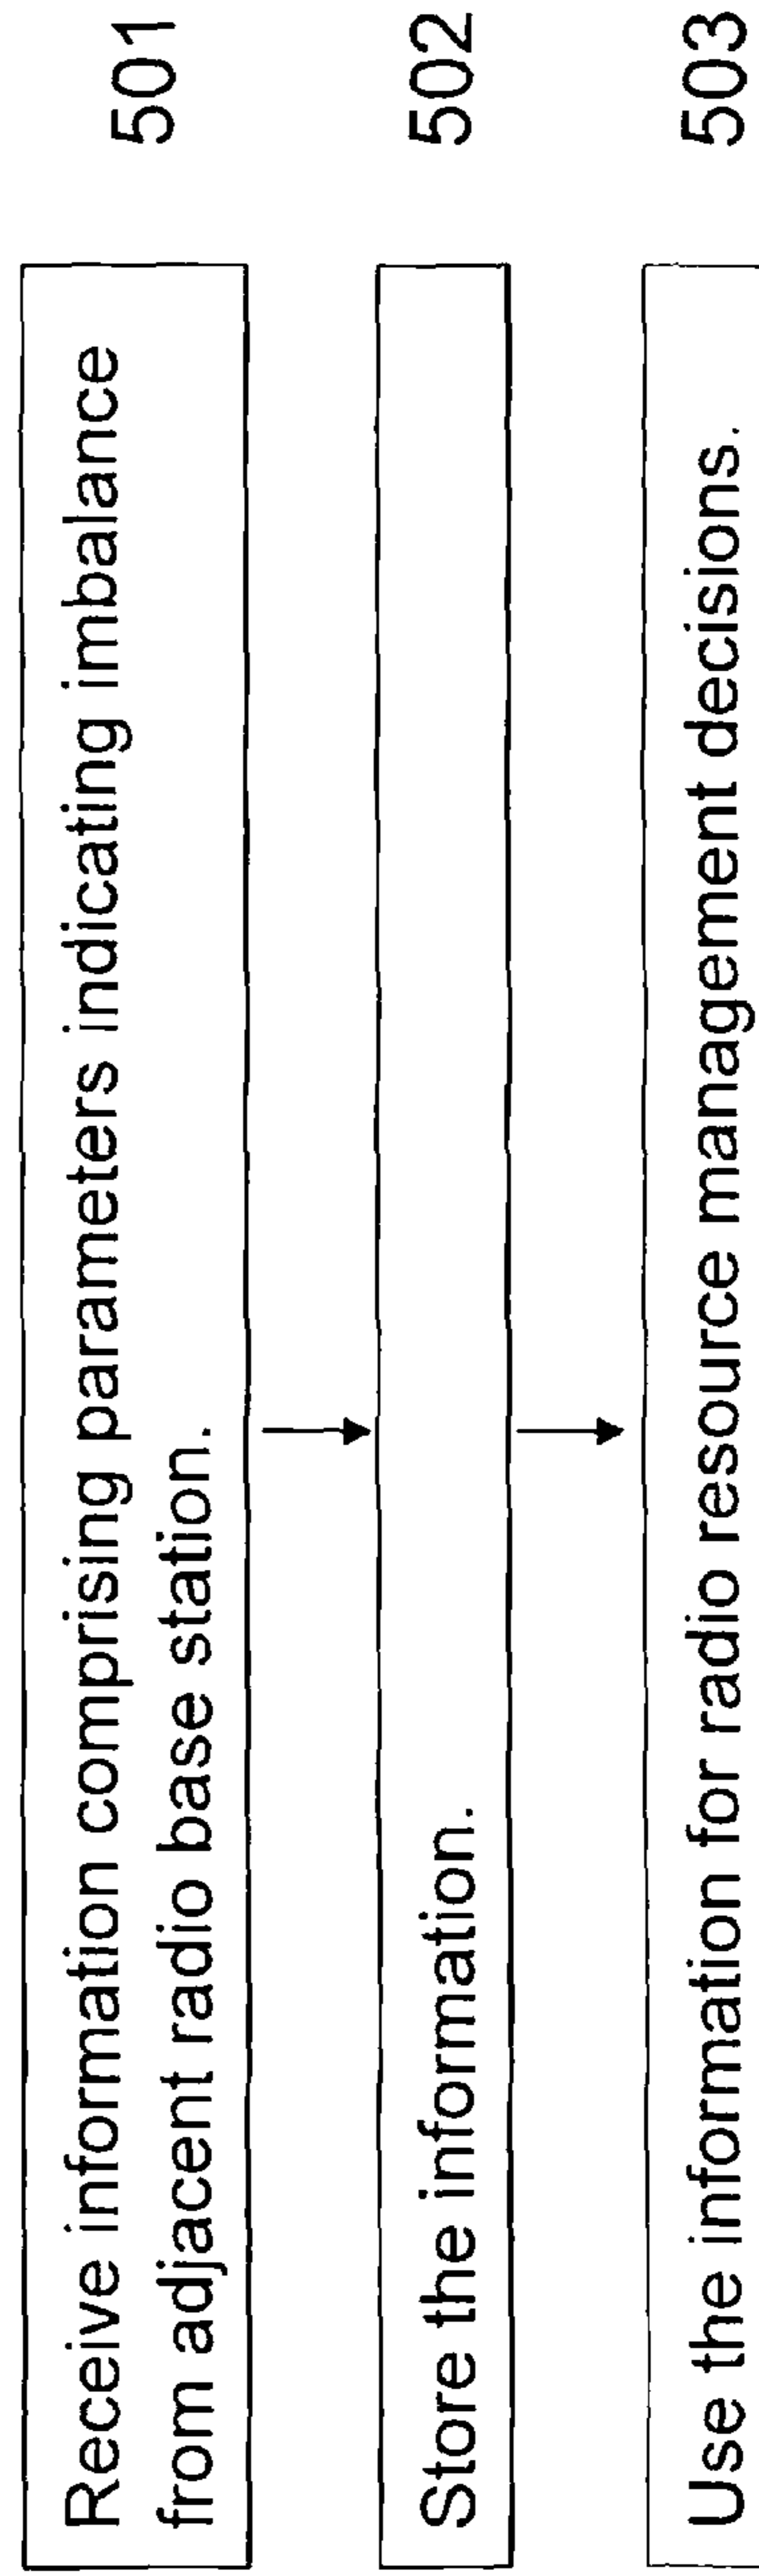 Receive information comprising parameters indicating imbalance
from adjacent radio base station.
501
Store the information.
502
Use the information for radio resource management decisions.
503